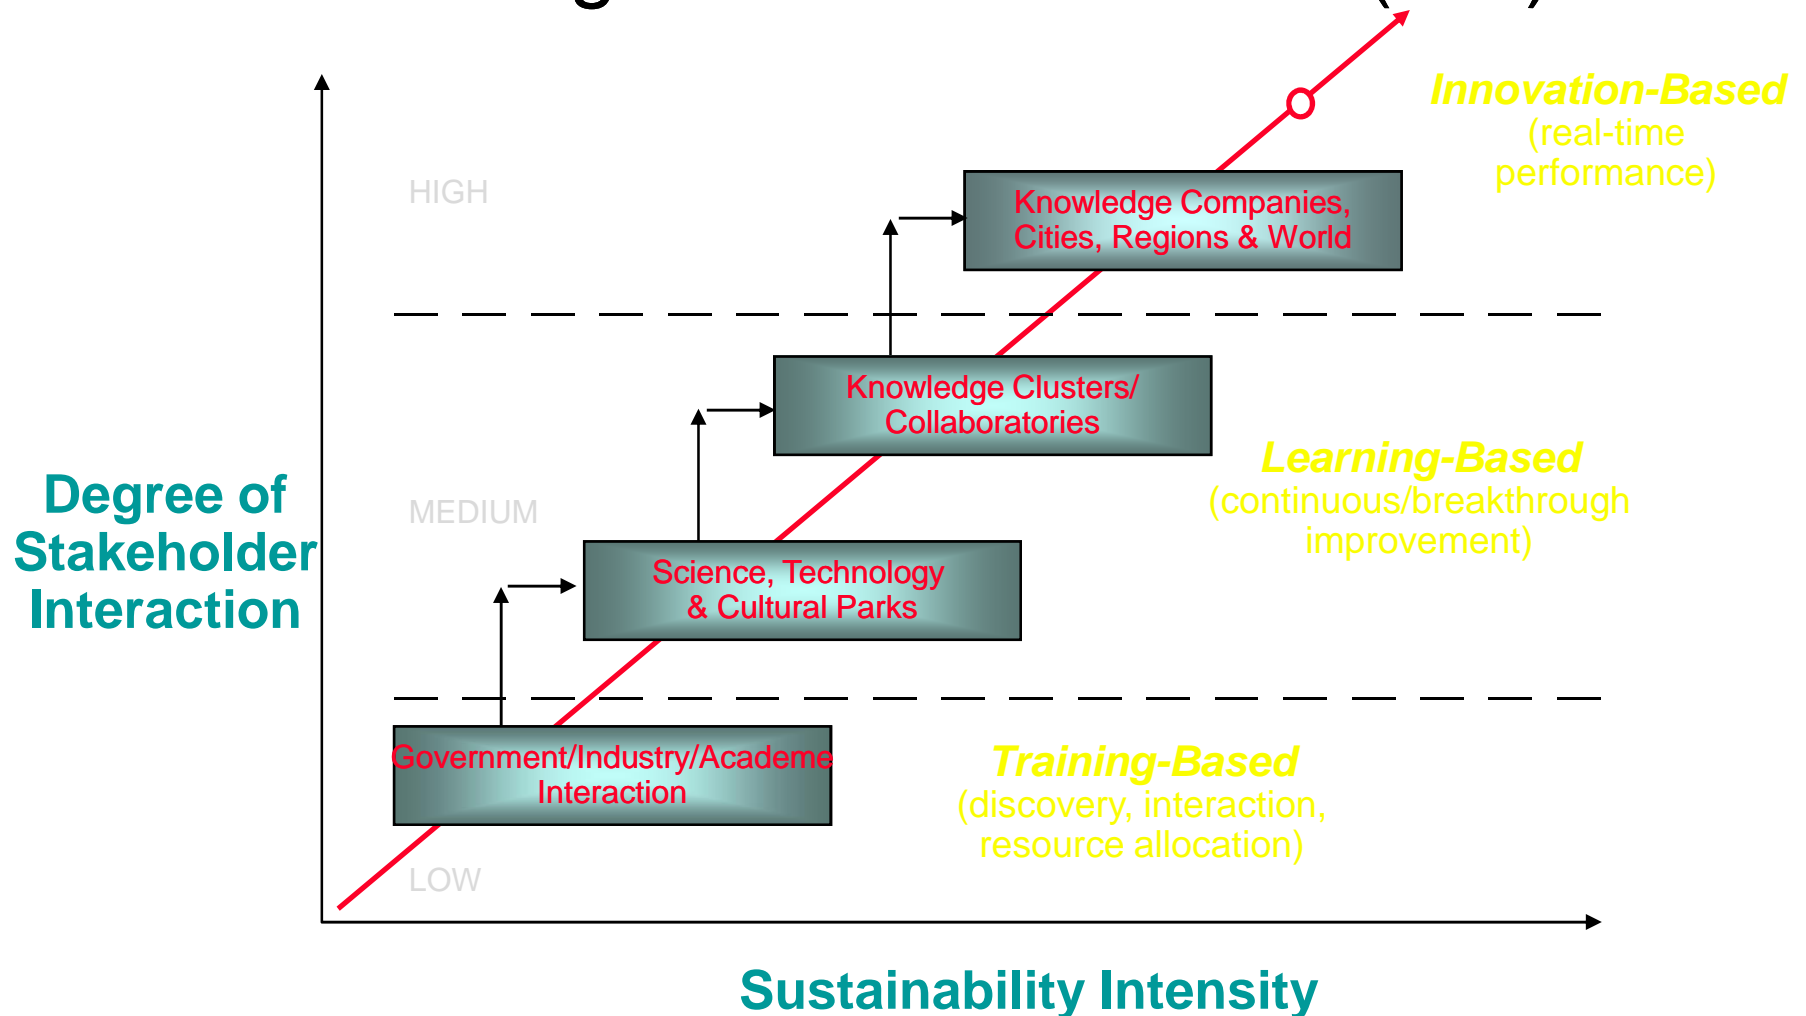 HIGH
Innovation-Based
(real-time
performance)
Knowledge Companies,
Cities, Regions & World
Knowledge Clusters/
Collaboratories
MEDIUM
Learning-Based
(continuous/breakthrough
improvement)
Degree of
Stakeholder
Interaction
Science, Technology
& Cultural Parks
Government/Industry/Academe
Interaction
Training-Based
(discovery, interaction,
resource allocation)
LOW
Sustainability Intensity